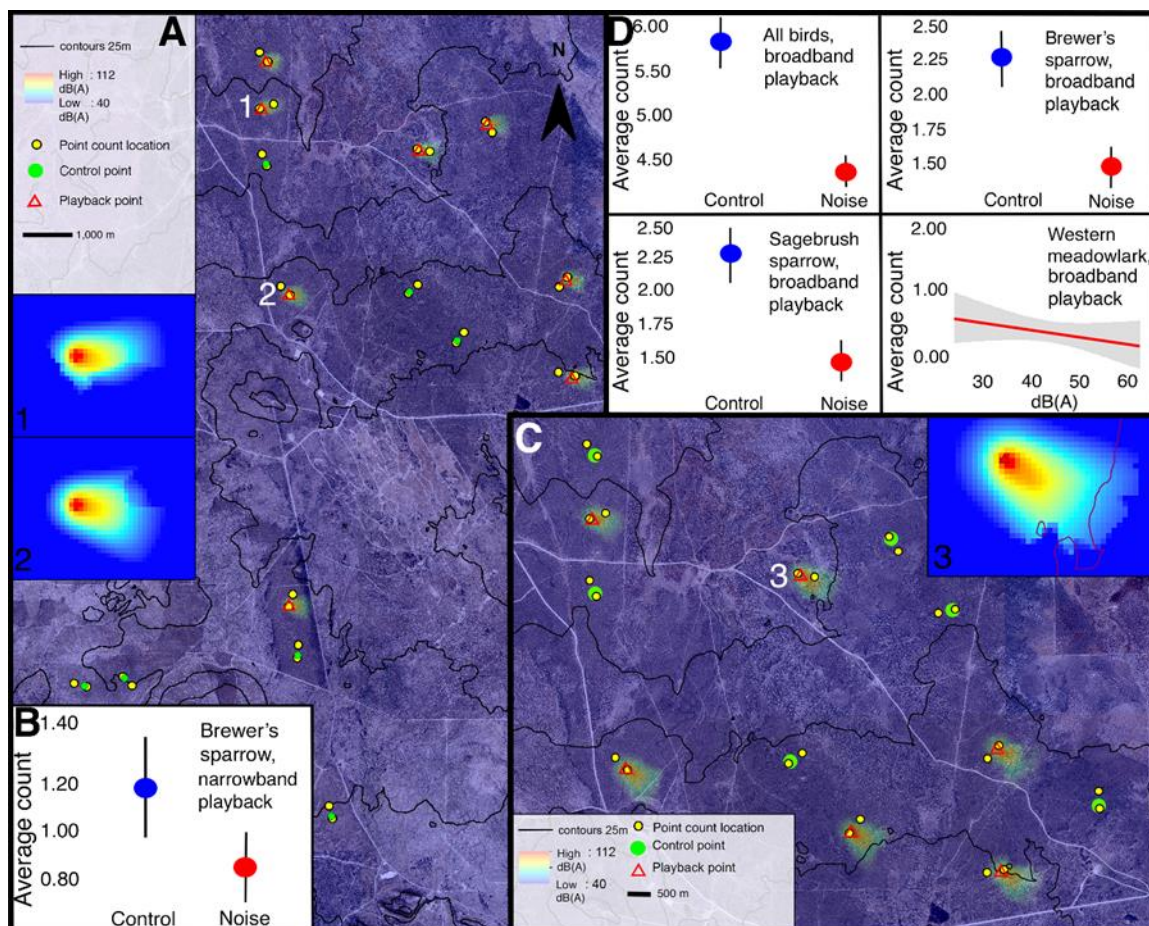 A
contours 25m
High : 112
dB(A)
Low : 40
dB(A)
Point count location
Control point
Playback point
1,000 m
N
1
2
1
2
B
Average count
1.40
1.20
1.00
0.80
Brewer's
sparrow,
narrowband
playback
Control
Noise
C
3
3
contours 25m
High : 112
dB(A)
Low : 40
dB(A)
Point count location
Control point
Playback point
500 m
D
Average count
6.00
5.50
5.00
4.50
All birds,
broadband
playback
Control
Noise
Average count
2.50
2.25
2.00
1.75
1.50
Brewer's
sparrow,
broadband
playback
Control
Noise
Average count
2.50
2.25
2.00
1.75
1.50
Sagebrush
sparrow,
broadband
playback
Control
Noise
Average count
2.00
1.00
0.00
Western
meadowlark,
broadband
playback
30 40 50 60
dB(A)